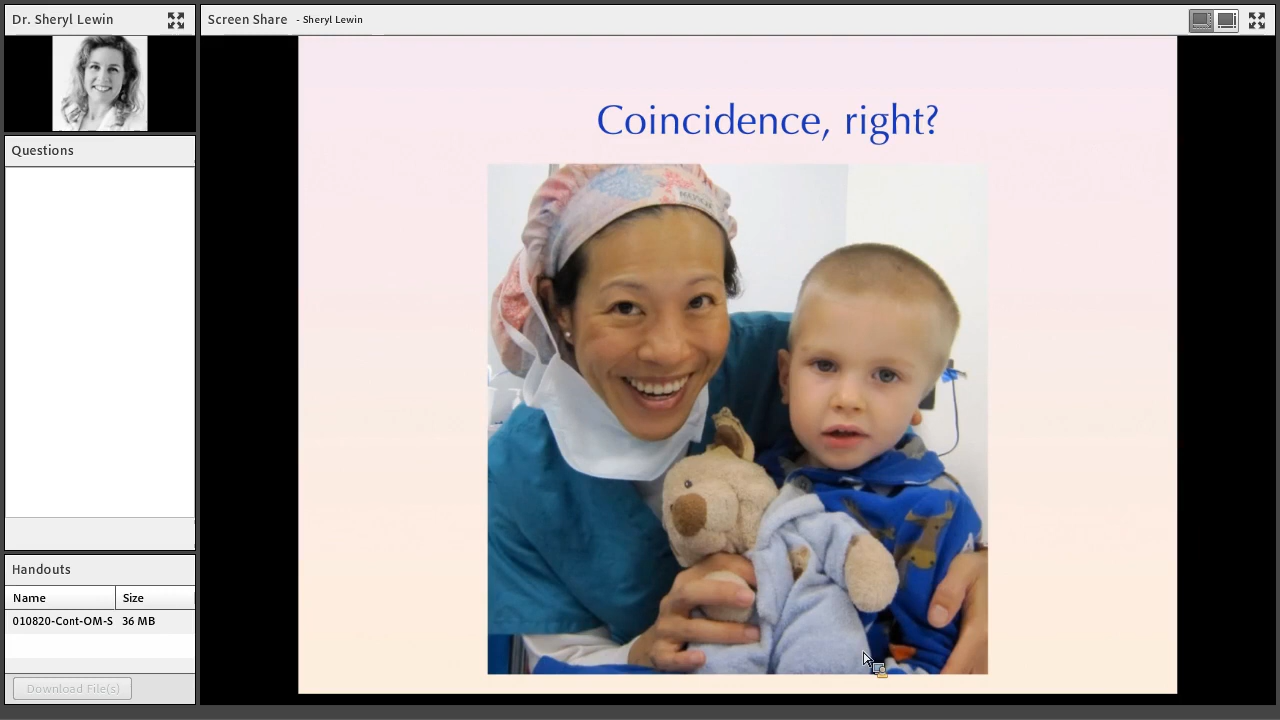 Dr. Sheryl Lewin
Screen Share - Sheryl Lewin
Questions
Coincidence, right?
Handouts
Name Size
010820-Cont-OM-S 36 MB
Download File(s)